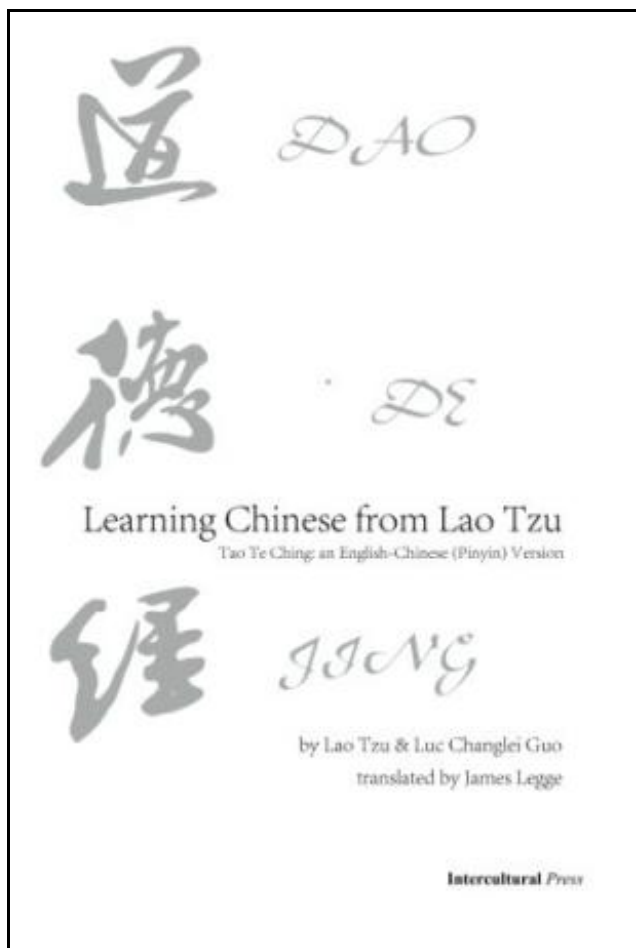 道 DAO
德 DE
Learning Chinese from Lao Tzu
Tao Te Ching: an English-Chinese (Pinyin) Version
經 JING
by Lao Tzu & Luc Changlei Guo
translated by James Legge
Intercultural Press